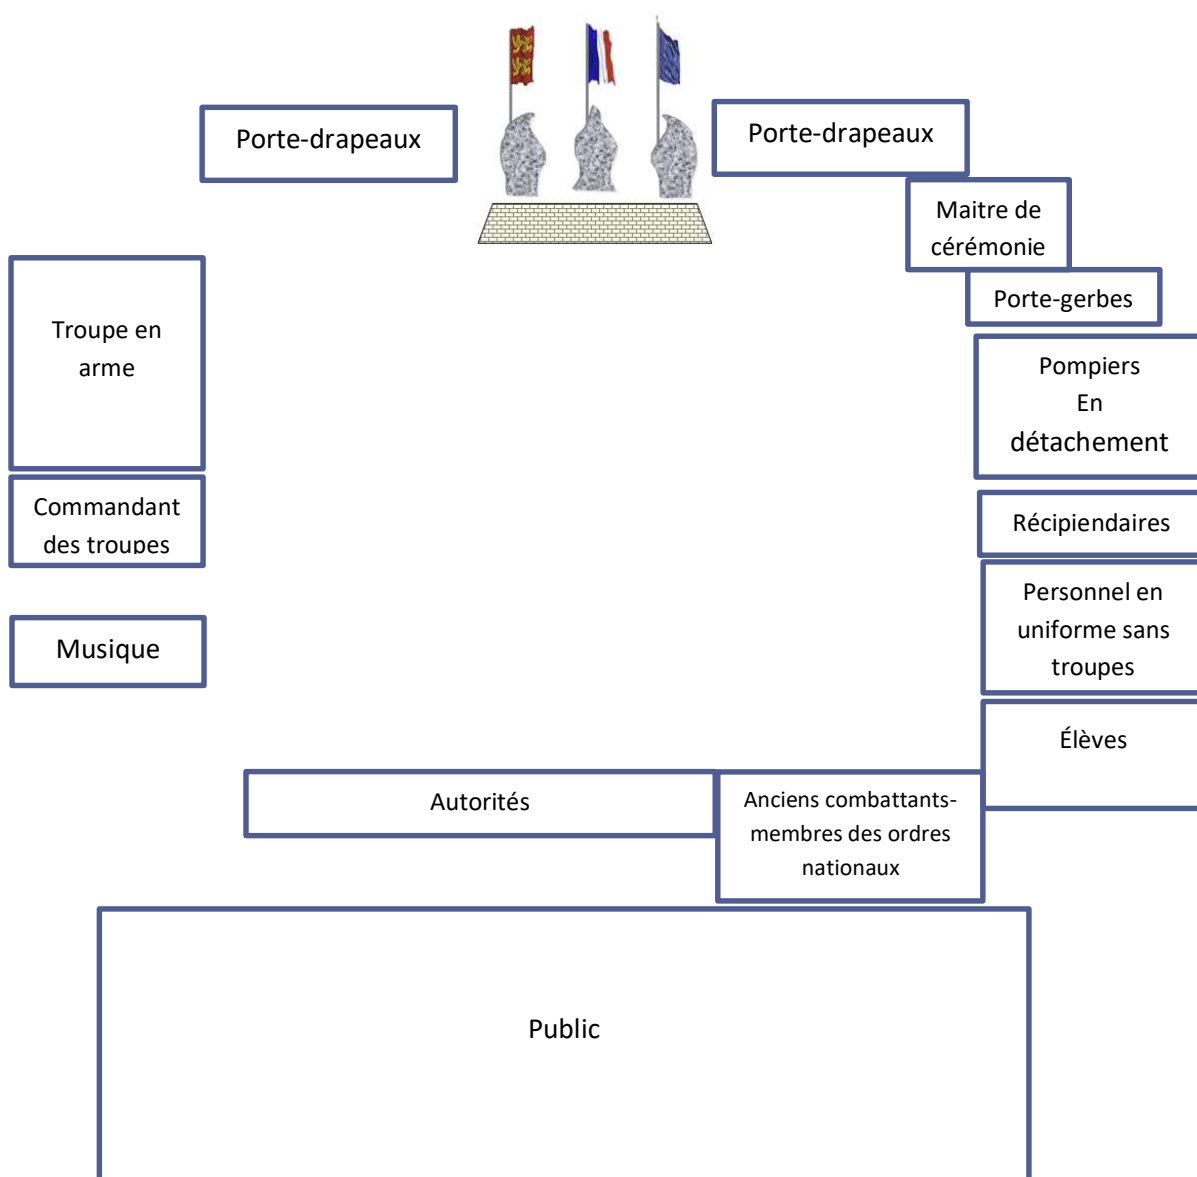 Porte-drapeaux
Porte-drapeaux
Maitre de
cérémonie
Porte-gerbes
Troupe en
arme
Pompiers
En
détachement
Commandant
des troupes
Récipiendaires
Personnel en
uniforme sans
troupes
Musique
Élèves
Autorités
Anciens combattants-
membres des ordres
nationaux
Public